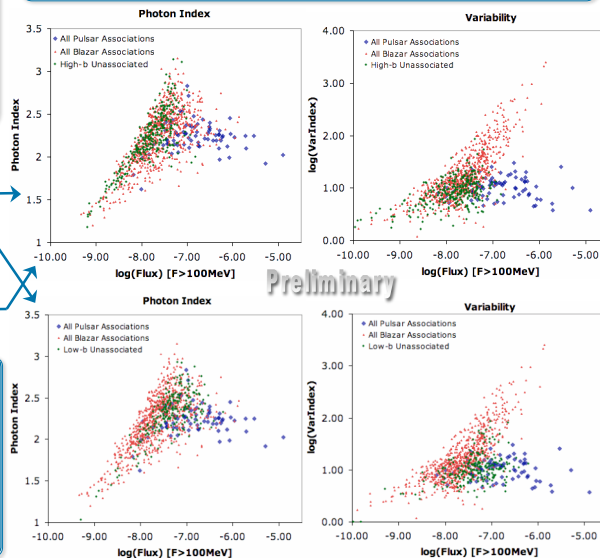 Photon Index
All Pulsar Associations
All Blazar Associations
High-b Unassociated
Photon Index
3.5
3
2.5
2
1.5
1
-10.00 -9.00 -8.00 -7.00 -6.00 -5.00
log(Flux) [F>100MeV]
Variability
All Pulsar Associations
All Blazar Associations
High-b Unassociated
log(VarIndex)
4.00
3.00
2.00
1.00
0.00
-10.00 -9.00 -8.00 -7.00 -6.00 -5.00
log(Flux) [F>100MeV]
Preliminary
Photon Index
All Pulsar Associations
All Blazar Associations
Low-b Unassociated
Photon Index
3.5
3
2.5
2
1.5
1
-10.00 -9.00 -8.00 -7.00 -6.00 -5.00
log(Flux) [F>100MeV]
Variability
All Pulsar Associations
All Blazar Associations
Low-b Unassociated
log(VarIndex)
4.00
3.00
2.00
1.00
0.00
-10.00 -9.00 -8.00 -7.00 -6.00 -5.00
log(Flux) [F>100MeV]